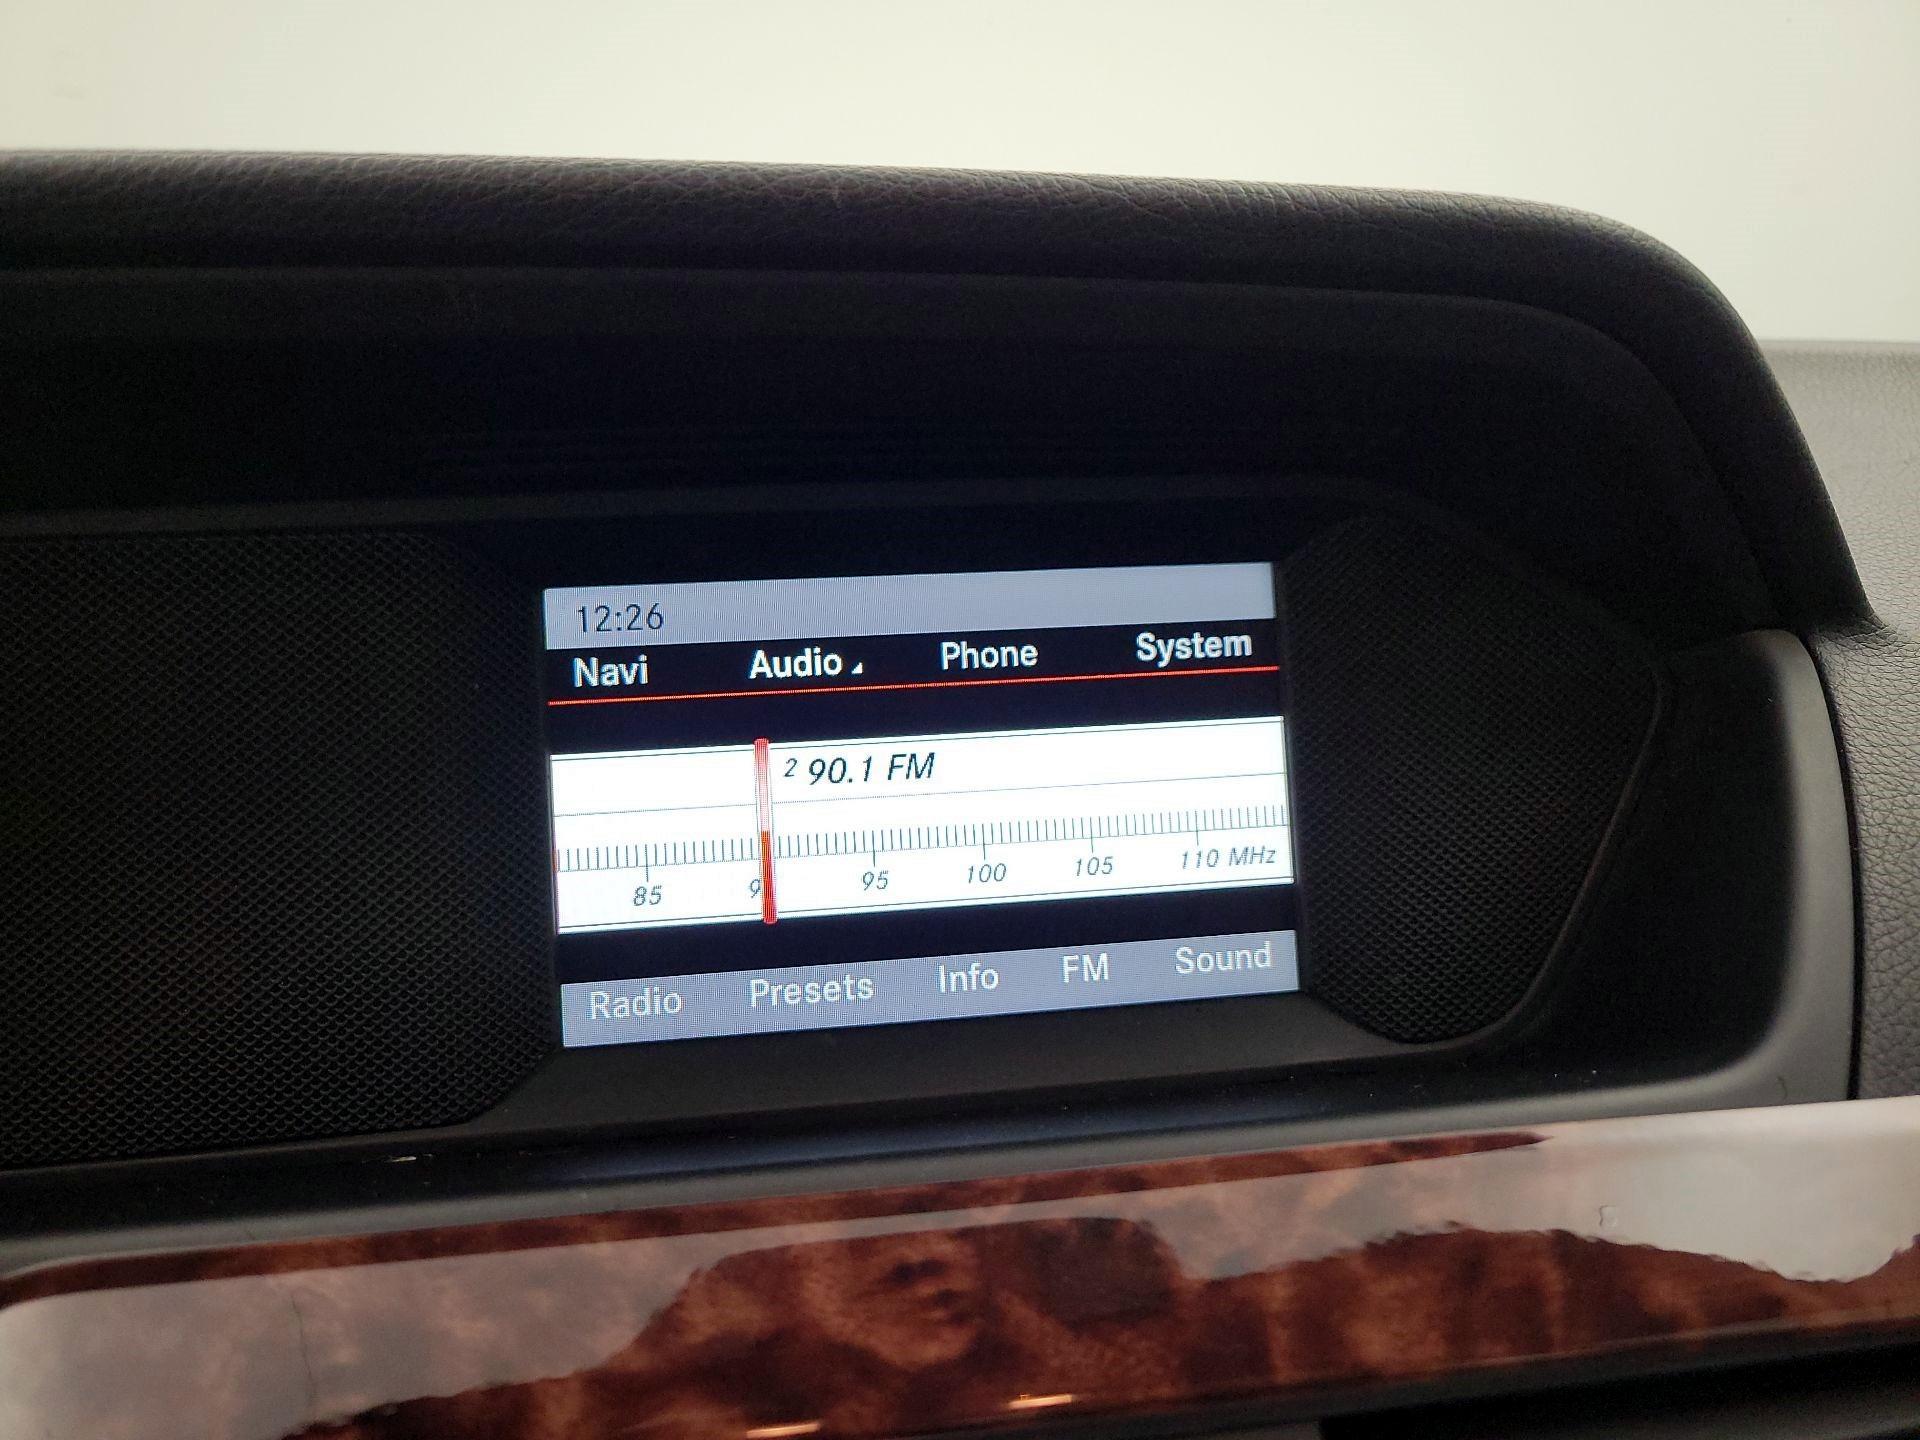 12:26
Navi Audio Phone System
2 90.1 FM
85 95 100 105 110 MHz
Radio Presets Info FM Sound